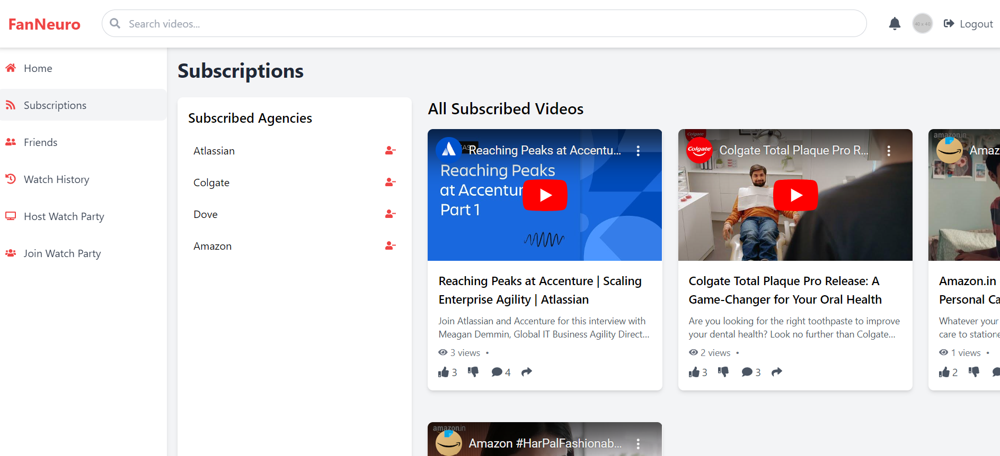 FanNeuro
Search videos...
40 x 40
Logout
Home
Subscriptions
Friends
Watch History
Host Watch Party
Join Watch Party
Subscriptions
Subscribed Agencies
Atlassian
Colgate
Dove
Amazon
All Subscribed Videos
Reaching Peaks at Accentu...
Reaching Peaks
at Accentur
Part 1
Reaching Peaks at Accenture | Scaling
Enterprise Agility | Atlassian
Join Atlassian and Accenture for this interview with
Meagan Demmin, Global IT Business Agility Direct...
3 views •
3 4
Colgate
Colgate
Colgate Total Plaque Pro R...
Colgate Total Plaque Pro Release: A
Game-Changer for Your Oral Health
Are you looking for the right toothpaste to improve
your dental health? Look no further than Colgate...
2 views •
3 3
amazon.in
Amaz
Amazon.in
Personal Ca
Whatever your
care to statione
1 views •
2
amazon.in
Amazon #HarPalFashionab...